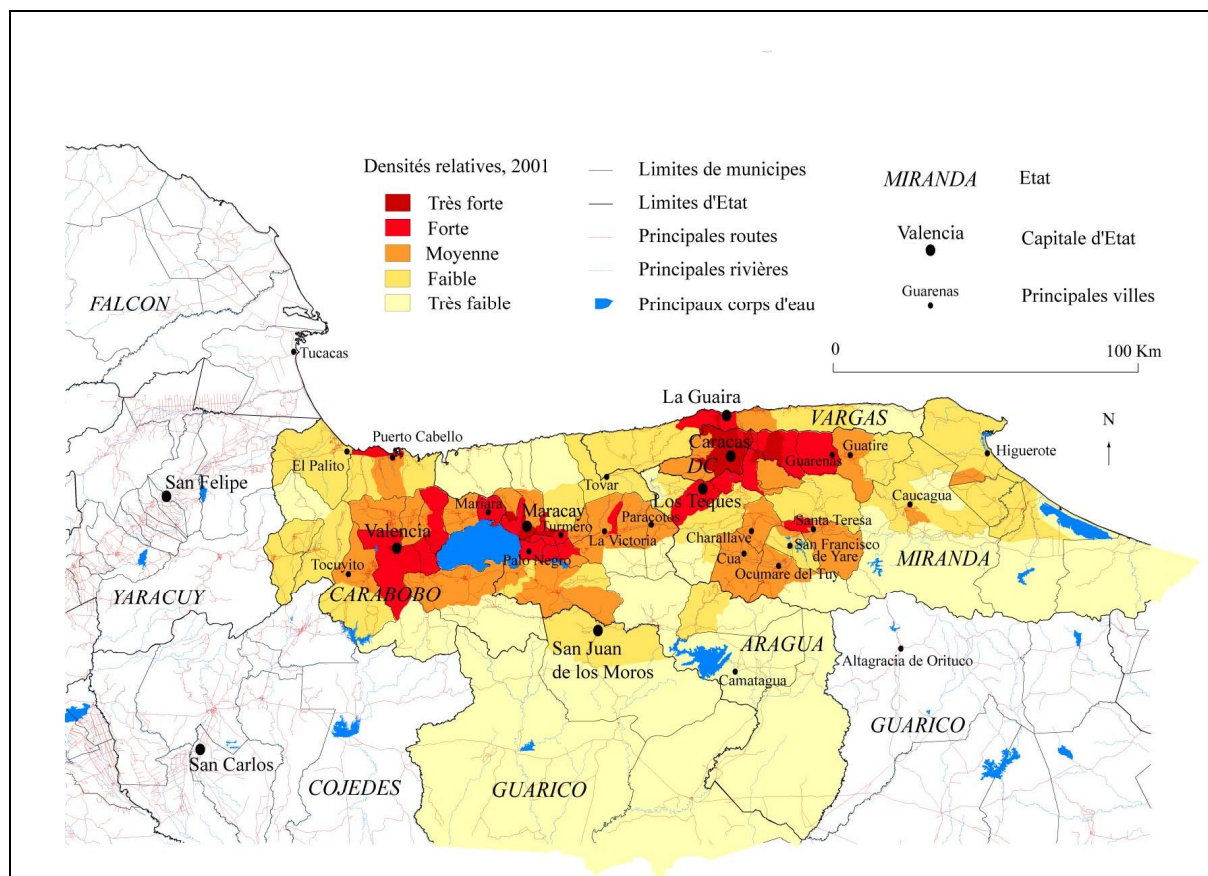 Densités relatives, 2001
Très forte
Forte
Moyenne
Faible
Très faible
Limites de municipes
Limites d'Etat
Principales routes
Principales rivières
Principaux corps d'eau
MIRANDA
Etat
Valencia
Capitale d'Etat
Guarenas
Principales villes
0
100 Km
N
FALCON
Tucacas
La Guaira
VARGAS
Puerto Cabello
El Palito
Caracas
DC
Guarenas
Guatire
Higuerote
San Felipe
Tovar
Los Teques
Caucagua
Mariara
Maracay
Turmero
Paracotos
Santa Teresa
Valencia
La Victoria
Charallave
San Francisco
de Yare
Palo Negro
Cua
MIRANDA
Tocuyito
Ocumare del Tuy
CARABOBO
YARACUY
San Juan
de los Moros
ARAGUA
Altagracia de Orituco
Camatagua
GUARICO
San Carlos
COJEDES
GUARICO